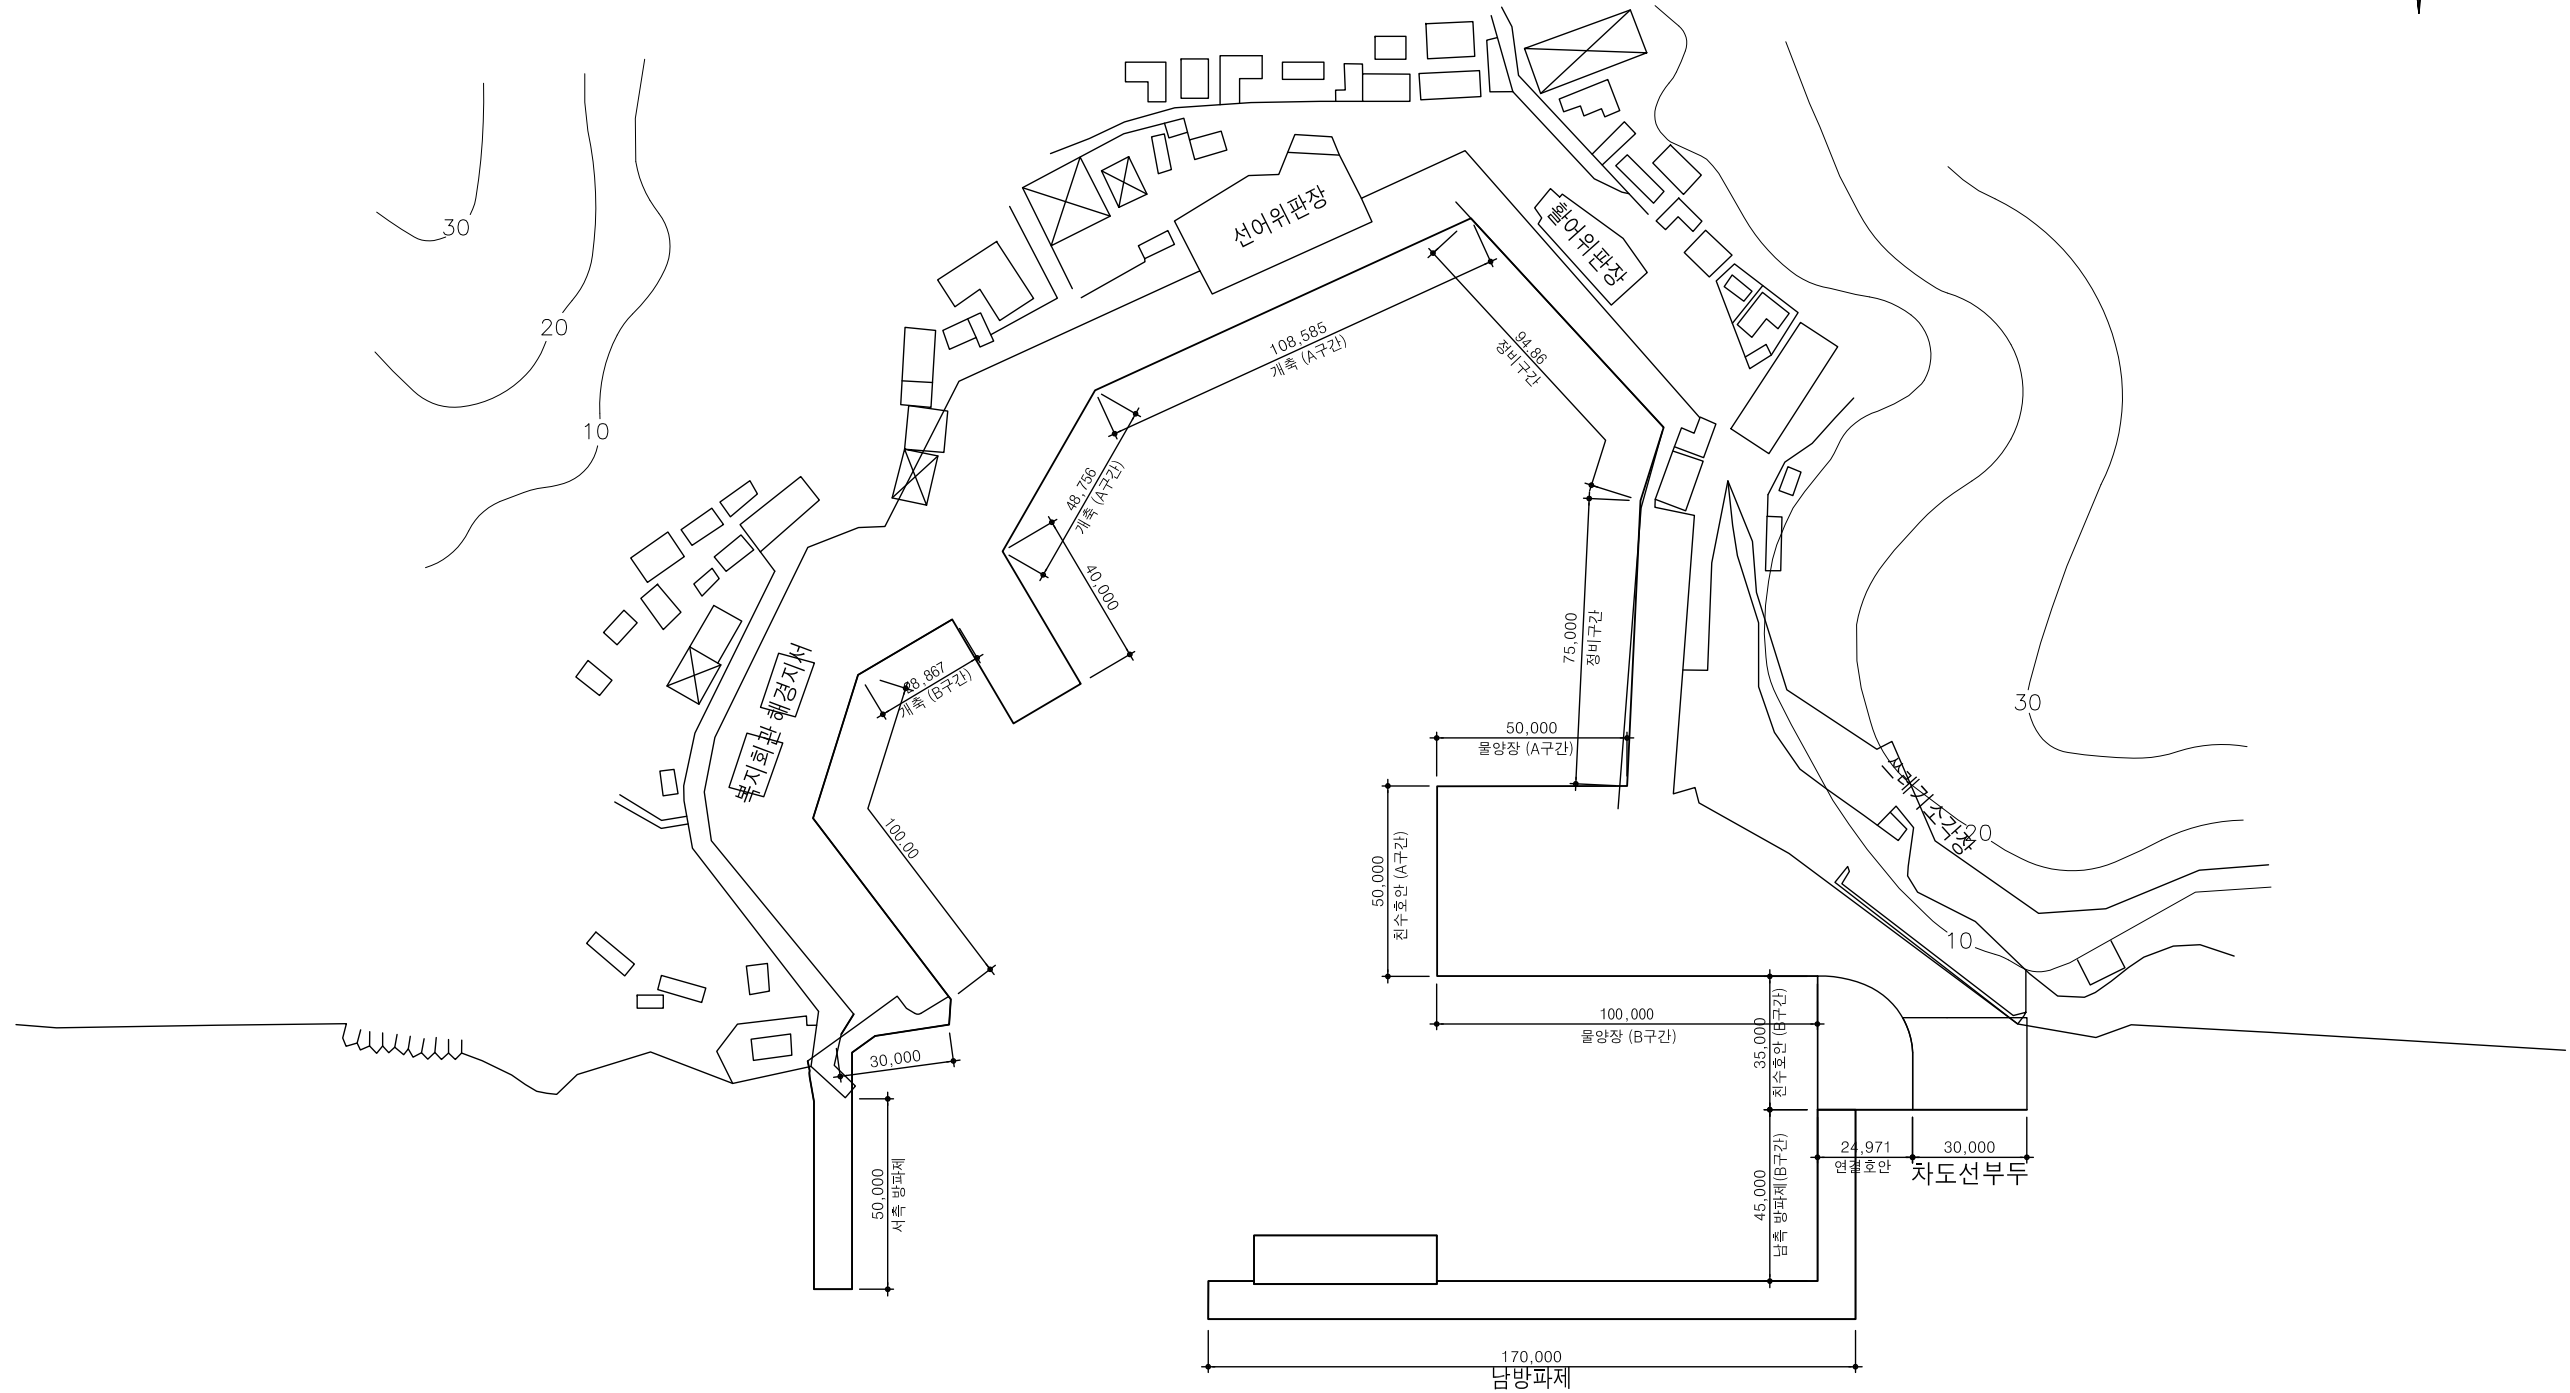 30
20
10
선어위판장
활어위판장
108,585
개축 (A구간)
94.86
정비구간
48,756
개축 (A구간)
40,000
28,867
개축 (B구간)
해경지서
복지회관
100.00
75,000
정비구간
50,000
물양장 (A구간)
30
쓰레기소각장
20
50,000
친수호안 (A구간)
10
100,000
물양장 (B구간)
35,000
친수호안 (B구간)
30,000
24,971
연결호안
30,000
차도선부두
50,000
서측 방파제
45,000
남측 방파제(B구간)
170,000
남방파제